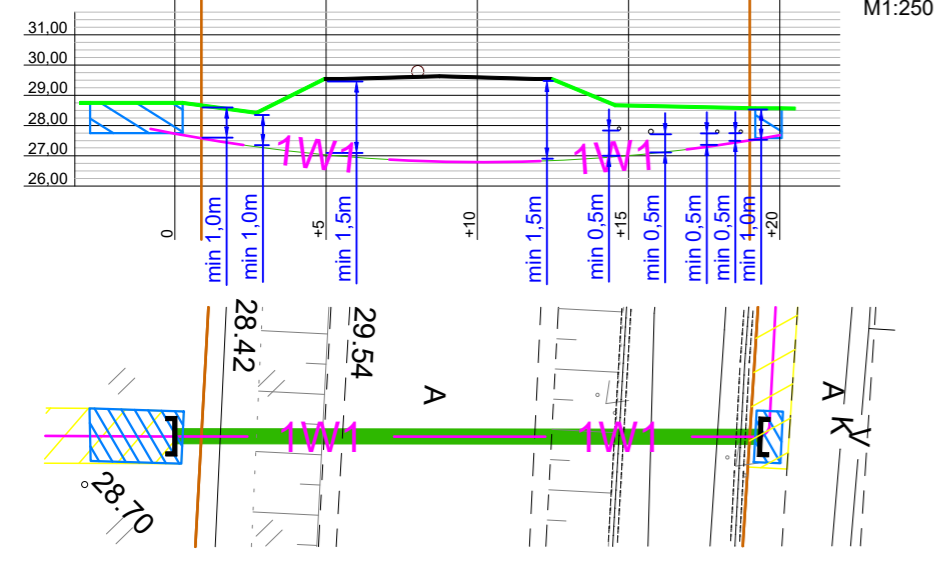 M1:250
31,00
30,00
29,00
28,00
27,00
26,00
1W1
1W1
0
+5
+10
+15
+20
min 1,0m
min 1,0m
min 1,5m
min 1,5m
min 0,5m
min 0,5m
min 0,5m
min 0,5m
min 1,0m
28.42
29.54
A
A
K
1W1
1W1
28.70